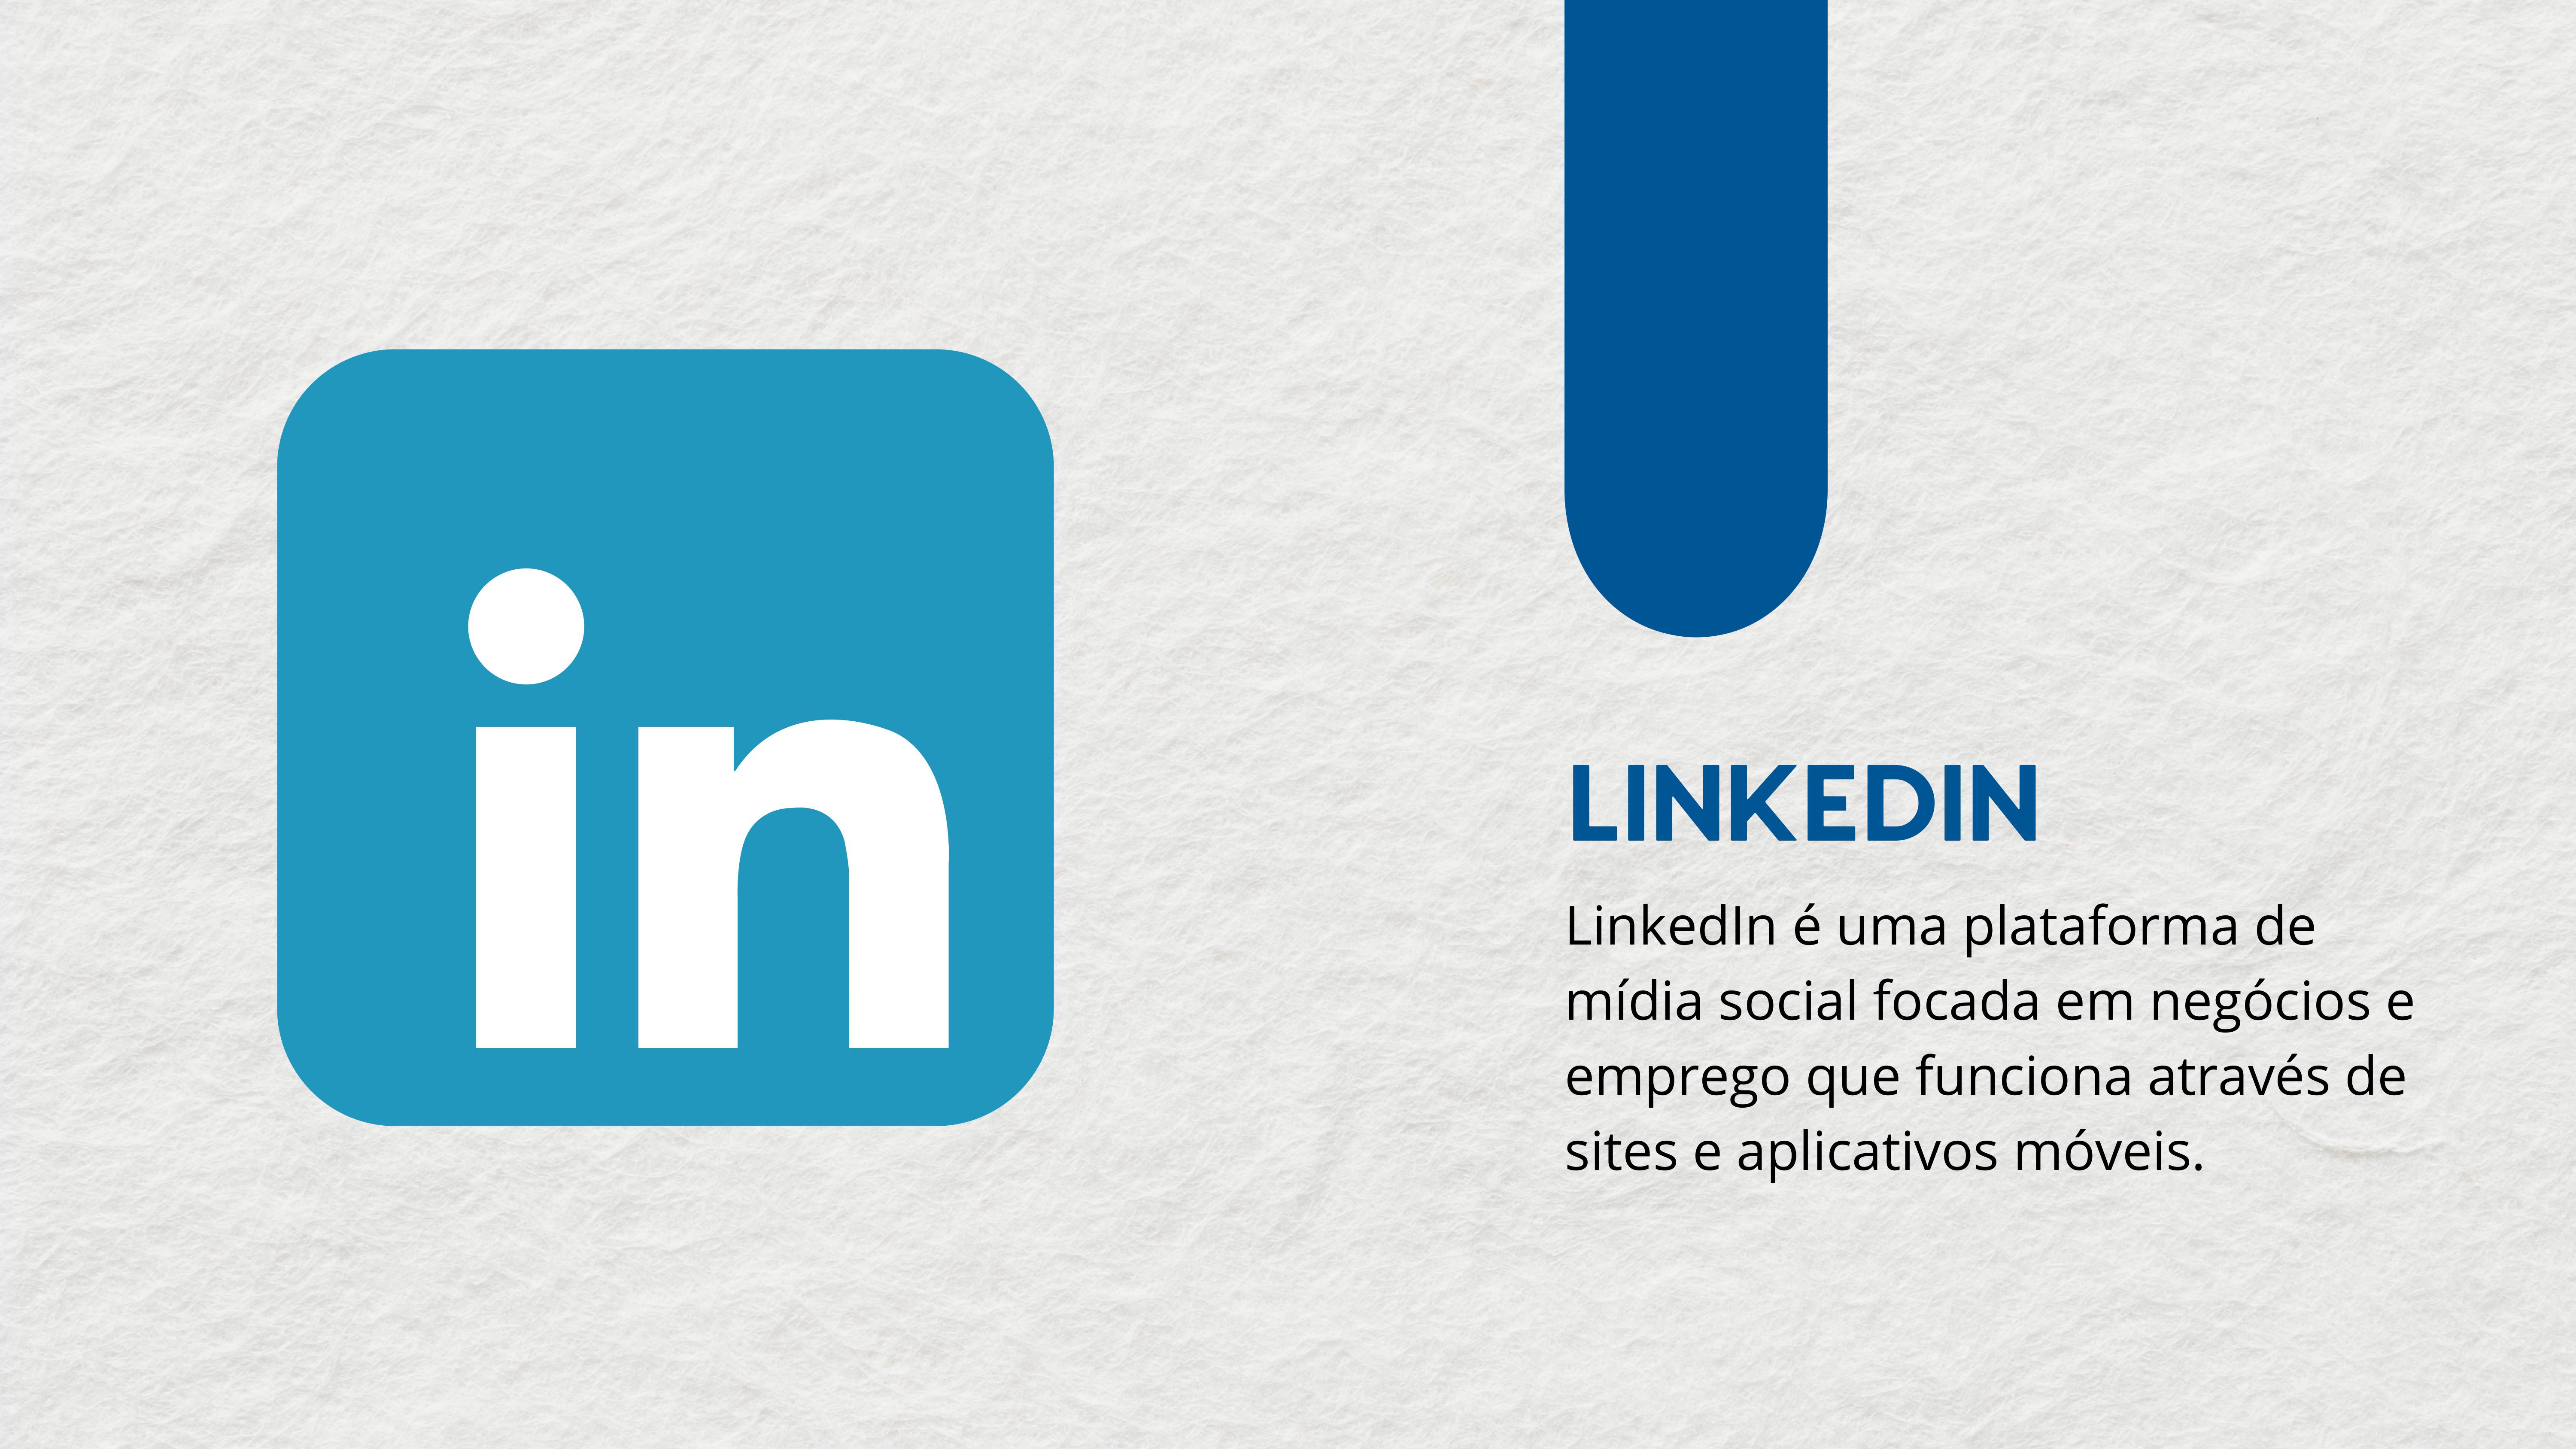 in
LINKEDIN
LinkedIn é uma plataforma de
mídia social focada em negócios e
emprego que funciona através de
sites e aplicativos móveis.